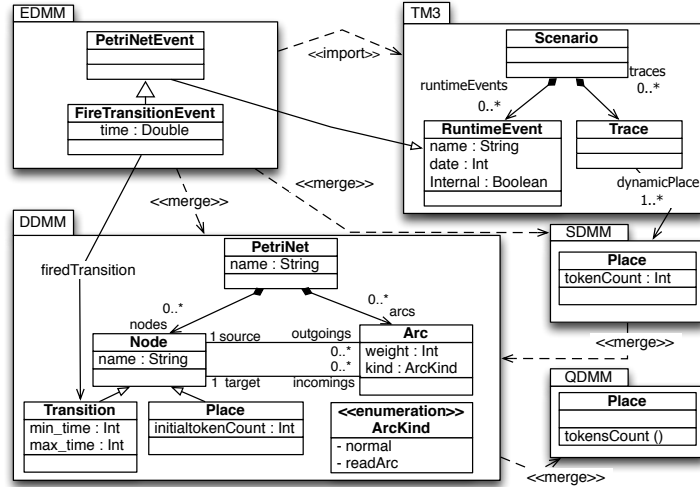 EDMM
PetriNetEvent
FireTransitionEvent
time : Double
<<import>>
TM3
Scenario
runtimeEvents
0..*
traces
0..*
RuntimeEvent
name : String
date : Int
Internal : Boolean
Trace
dynamicPlace
1..*
<<merge>>
<<merge>>
DDMM
firedTransition
PetriNet
name : String
0..*
nodes
0..*
arcs
Node
name : String
1 source
outgoings
0..*
0..*
1 target
incomings
Arc
weight : Int
kind : ArcKind
Transition
min_time : Int
max_time : Int
Place
initialtokenCount : Int
<<enumeration>>
ArcKind
- normal
- readArc
SDMM
Place
tokenCount : Int
<<merge>>
QDMM
Place
tokensCount ()
<<merge>>